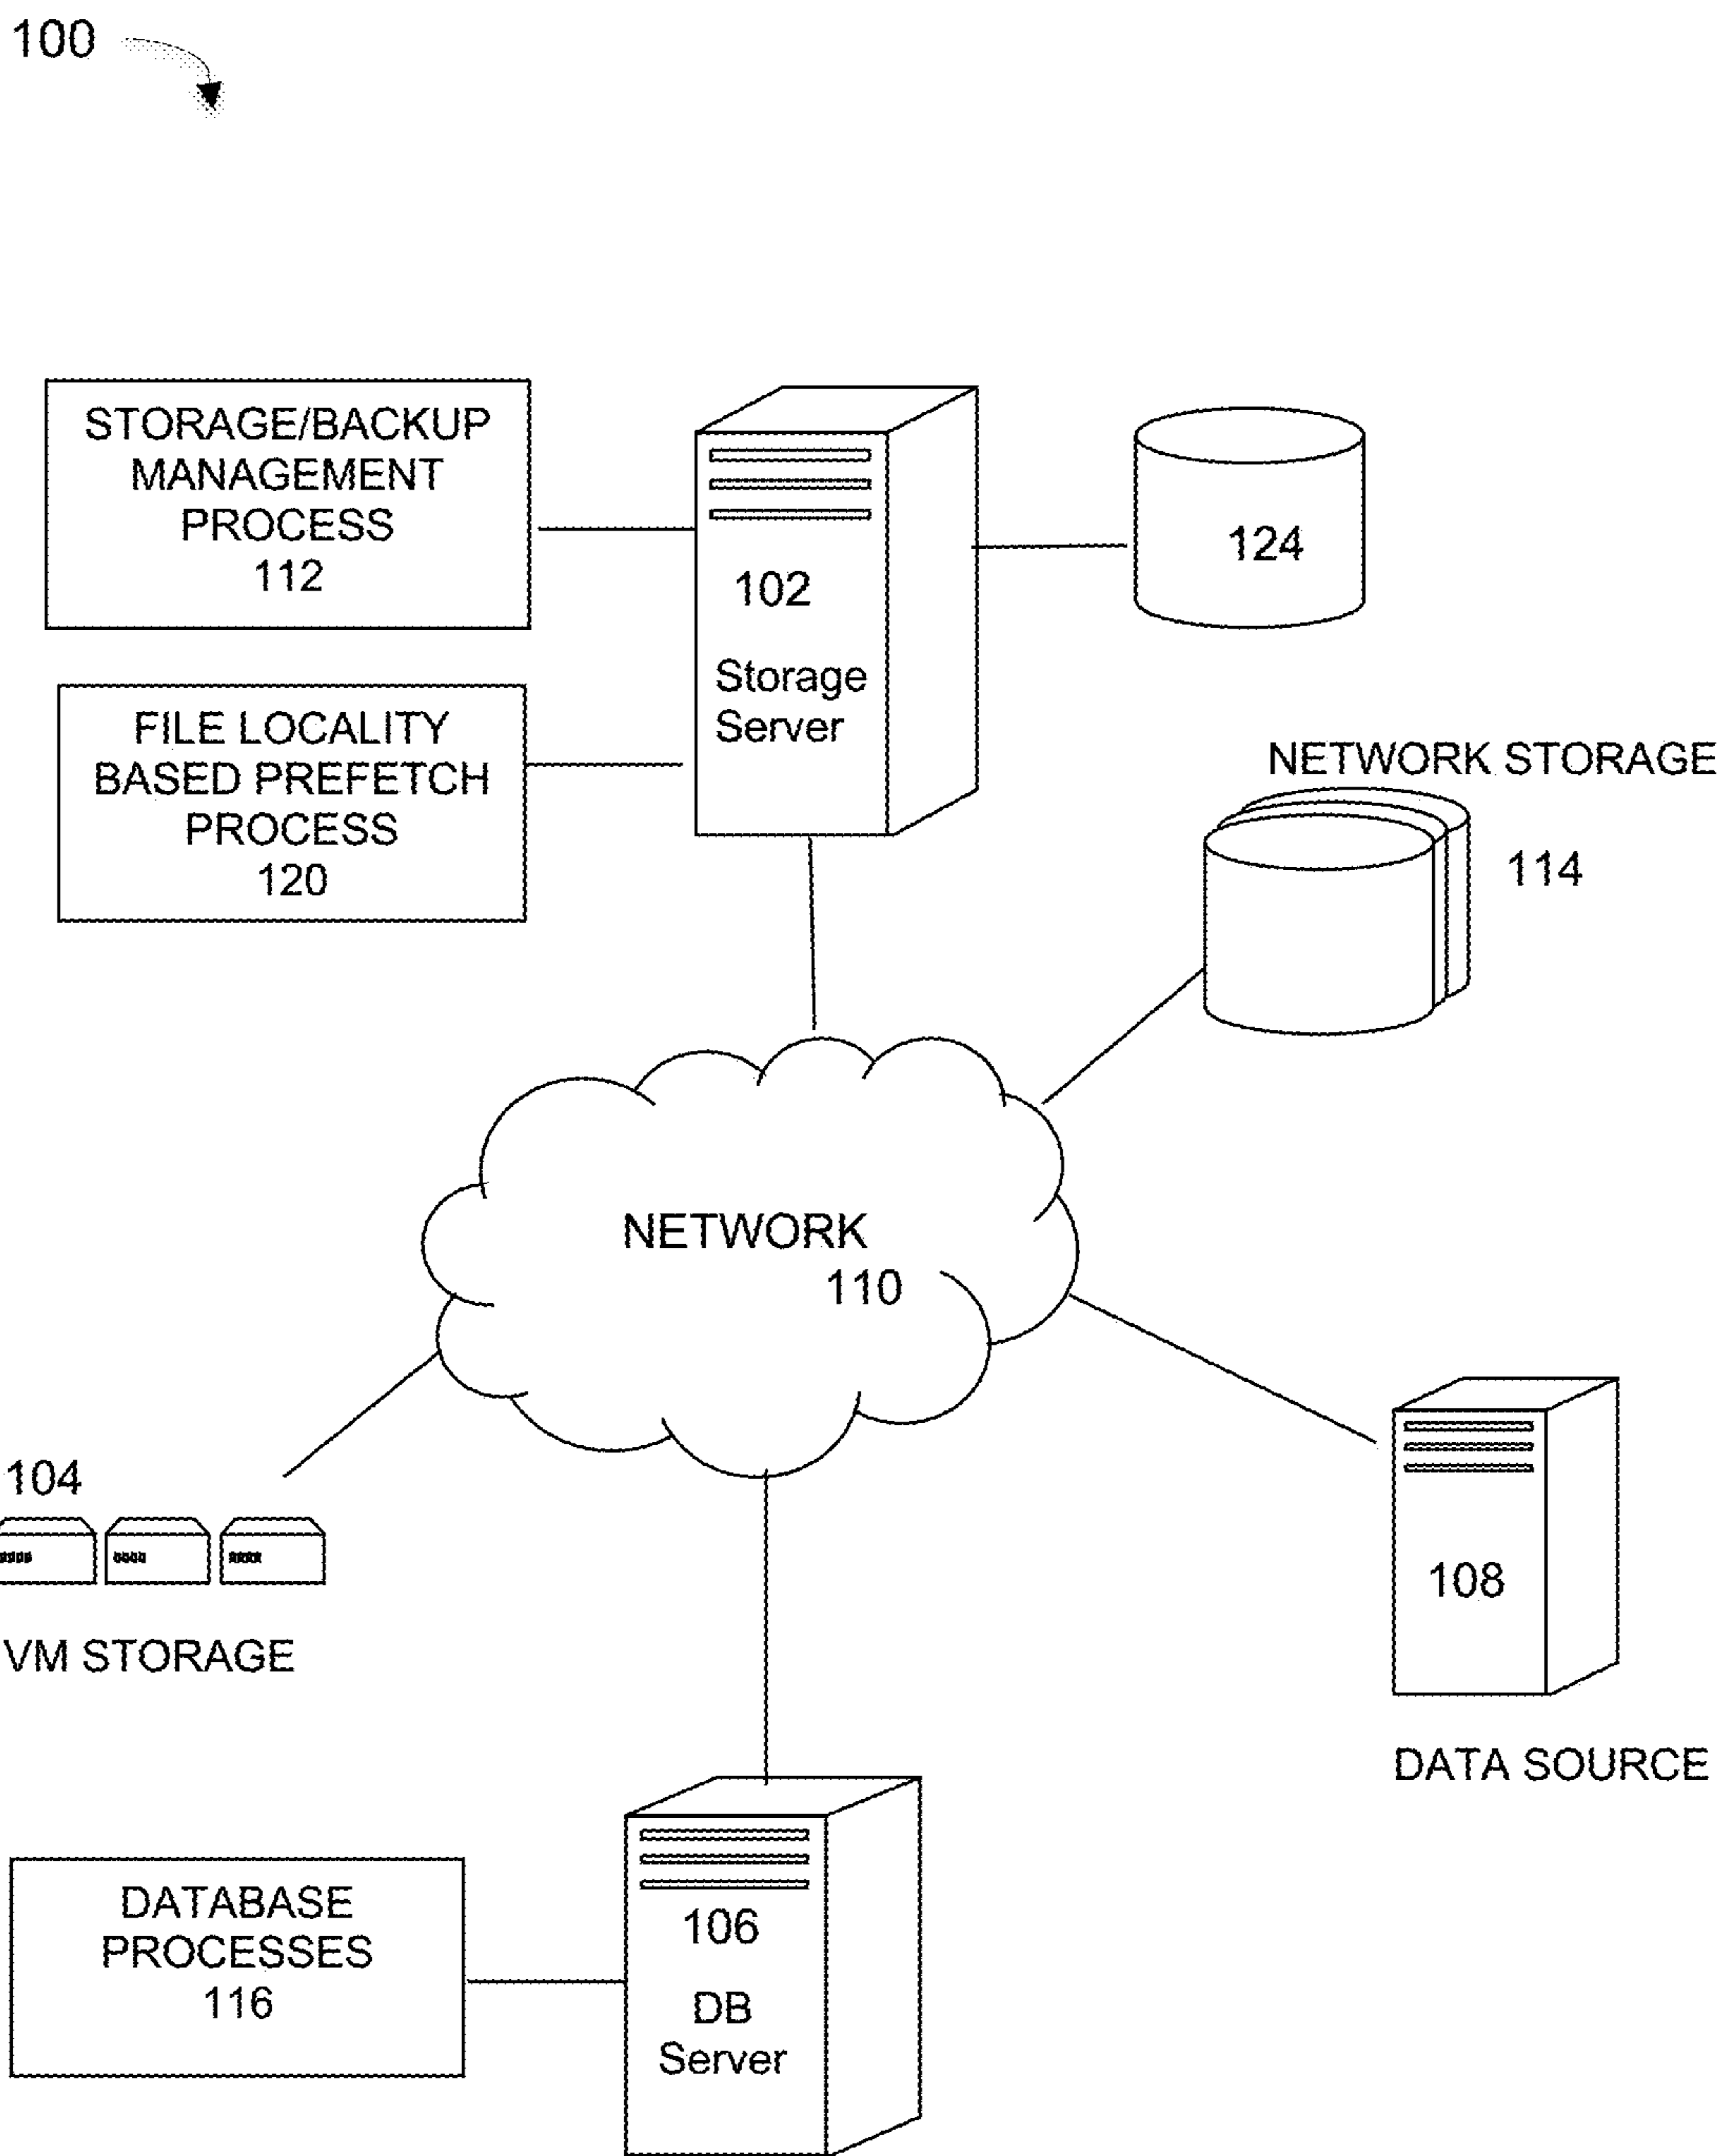 100
STORAGE/BACKUP
MANAGEMENT
PROCESS
112
102
Storage
Server
124
FILE LOCALITY
BASED PREFETCH
PROCESS
120
NETWORK STORAGE
114
NETWORK
110
104
VM STORAGE
108
DATA SOURCE
DATABASE
PROCESSES
116
106
DB
Server